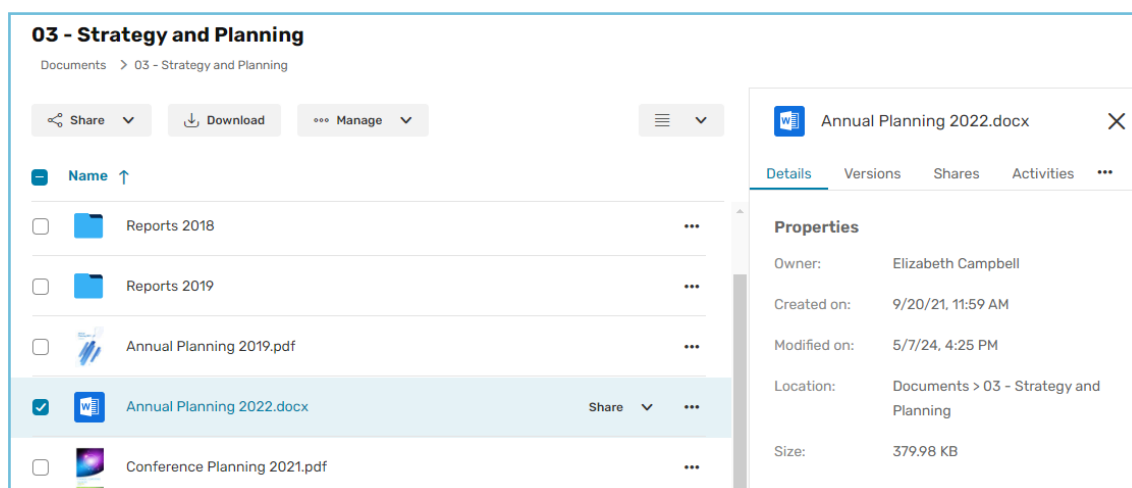 03 - Strategy and Planning
Documents > 03 - Strategy and Planning
Share
Download
Manage
Name ↑
Reports 2018
Reports 2019
Annual Planning 2019.pdf
Annual Planning 2022.docx Share
Conference Planning 2021.pdf
Annual Planning 2022.docx
Details Versions Shares Activities
Properties
Owner: Elizabeth Campbell
Created on: 9/20/21, 11:59 AM
Modified on: 5/7/24, 4:25 PM
Location: Documents > 03 - Strategy and
Planning
Size: 379.98 KB